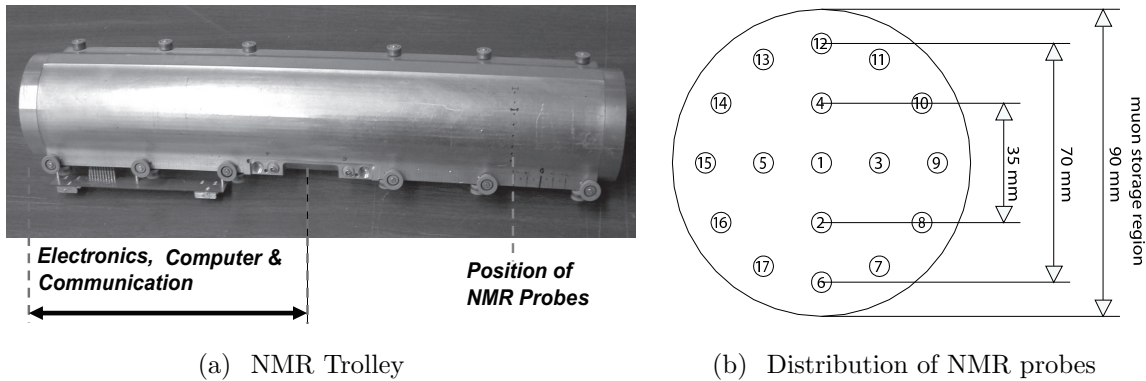 Electronics, Computer &
Communication
Position of
NMR Probes
(a) NMR Trolley
12
13
11
14
4
10
15
5
1
3
9
16
2
8
17
7
6
35 mm
70 mm
90 mm
muon storage region
(b) Distribution of NMR probes